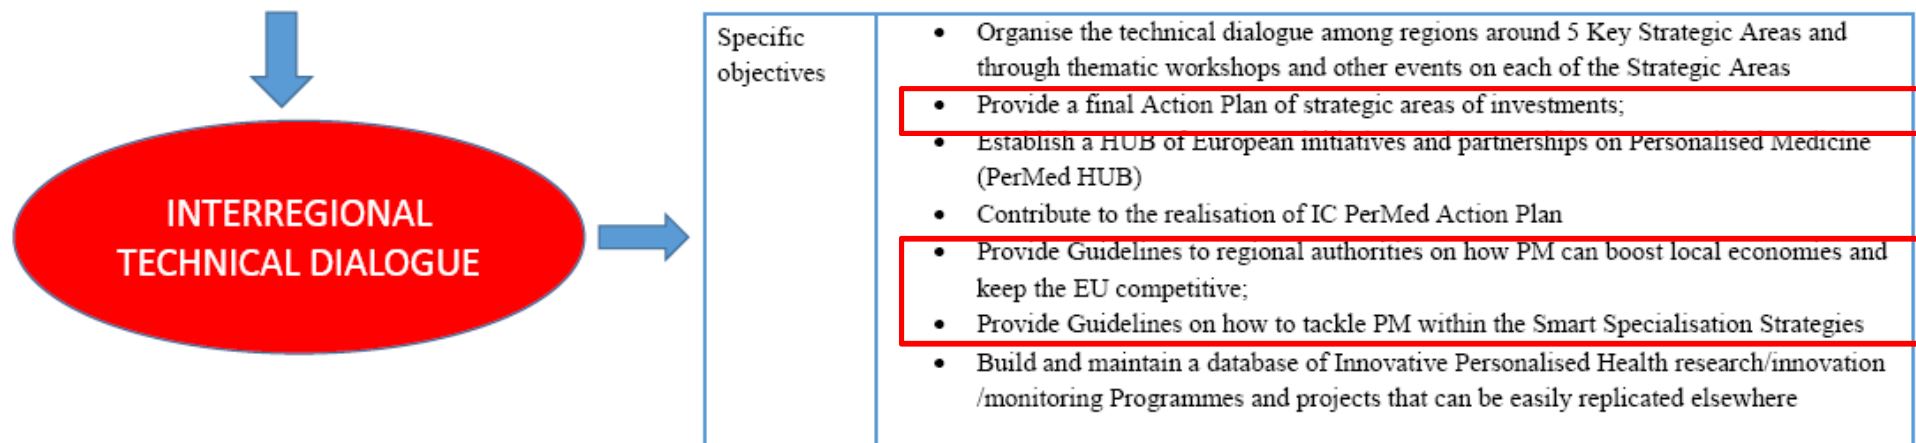 INTERREGIONAL
TECHNICAL DIALOGUE
Specific
objectives
• Organise the technical dialogue among regions around 5 Key Strategic Areas and
through thematic workshops and other events on each of the Strategic Areas
• Provide a final Action Plan of strategic areas of investments;
• Establish a HUB of European initiatives and partnerships on Personalised Medicine
(PerMed HUB)
• Contribute to the realisation of IC PerMed Action Plan
• Provide Guidelines to regional authorities on how PM can boost local economies and
keep the EU competitive;
• Provide Guidelines on how to tackle PM within the Smart Specialisation Strategies
• Build and maintain a database of Innovative Personalised Health research/innovation
/monitoring Programmes and projects that can be easily replicated elsewhere